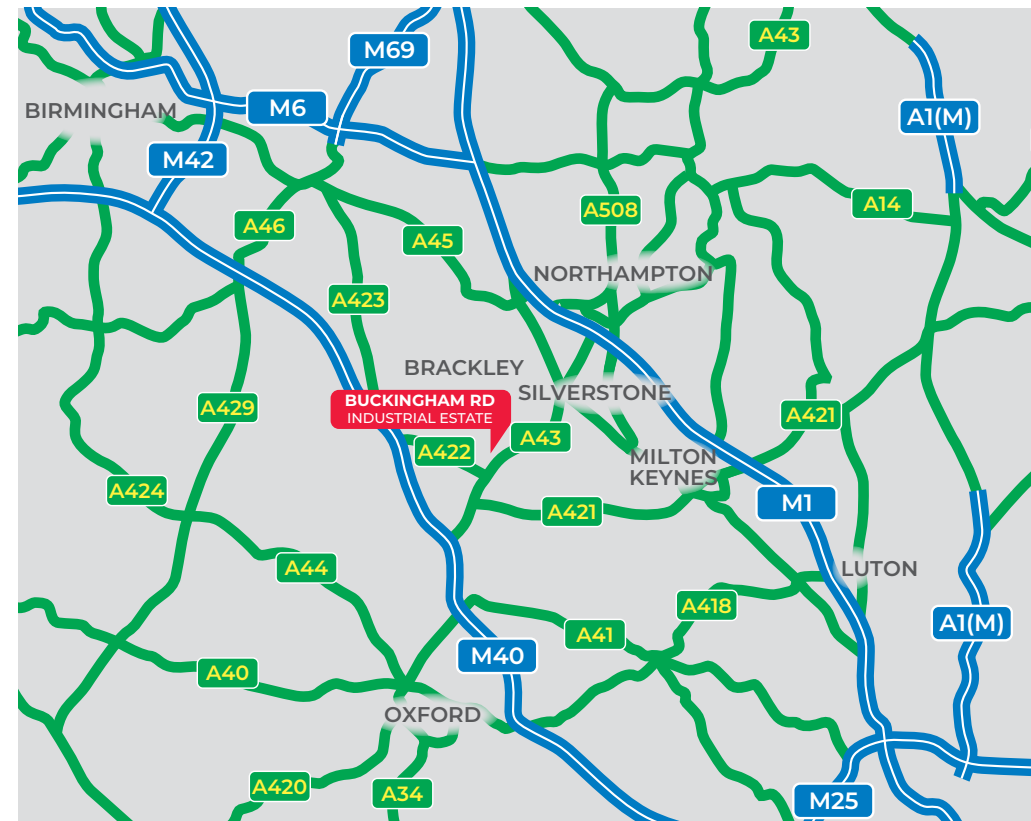 A43
M69
M6
BIRMINGHAM
A1(M)
M42
A14
A508
A46
A45
NORTHAMPTON
A423
BRACKLEY
SILVERSTONE
BUCKINGHAM RD
INDUSTRIAL ESTATE
A429
A421
A43
A422
MILTON
KEYNES
A424
M1
A421
A44
LUTON
A418
A41
A1(M)
M40
A40
OXFORD
A420
A34
M25